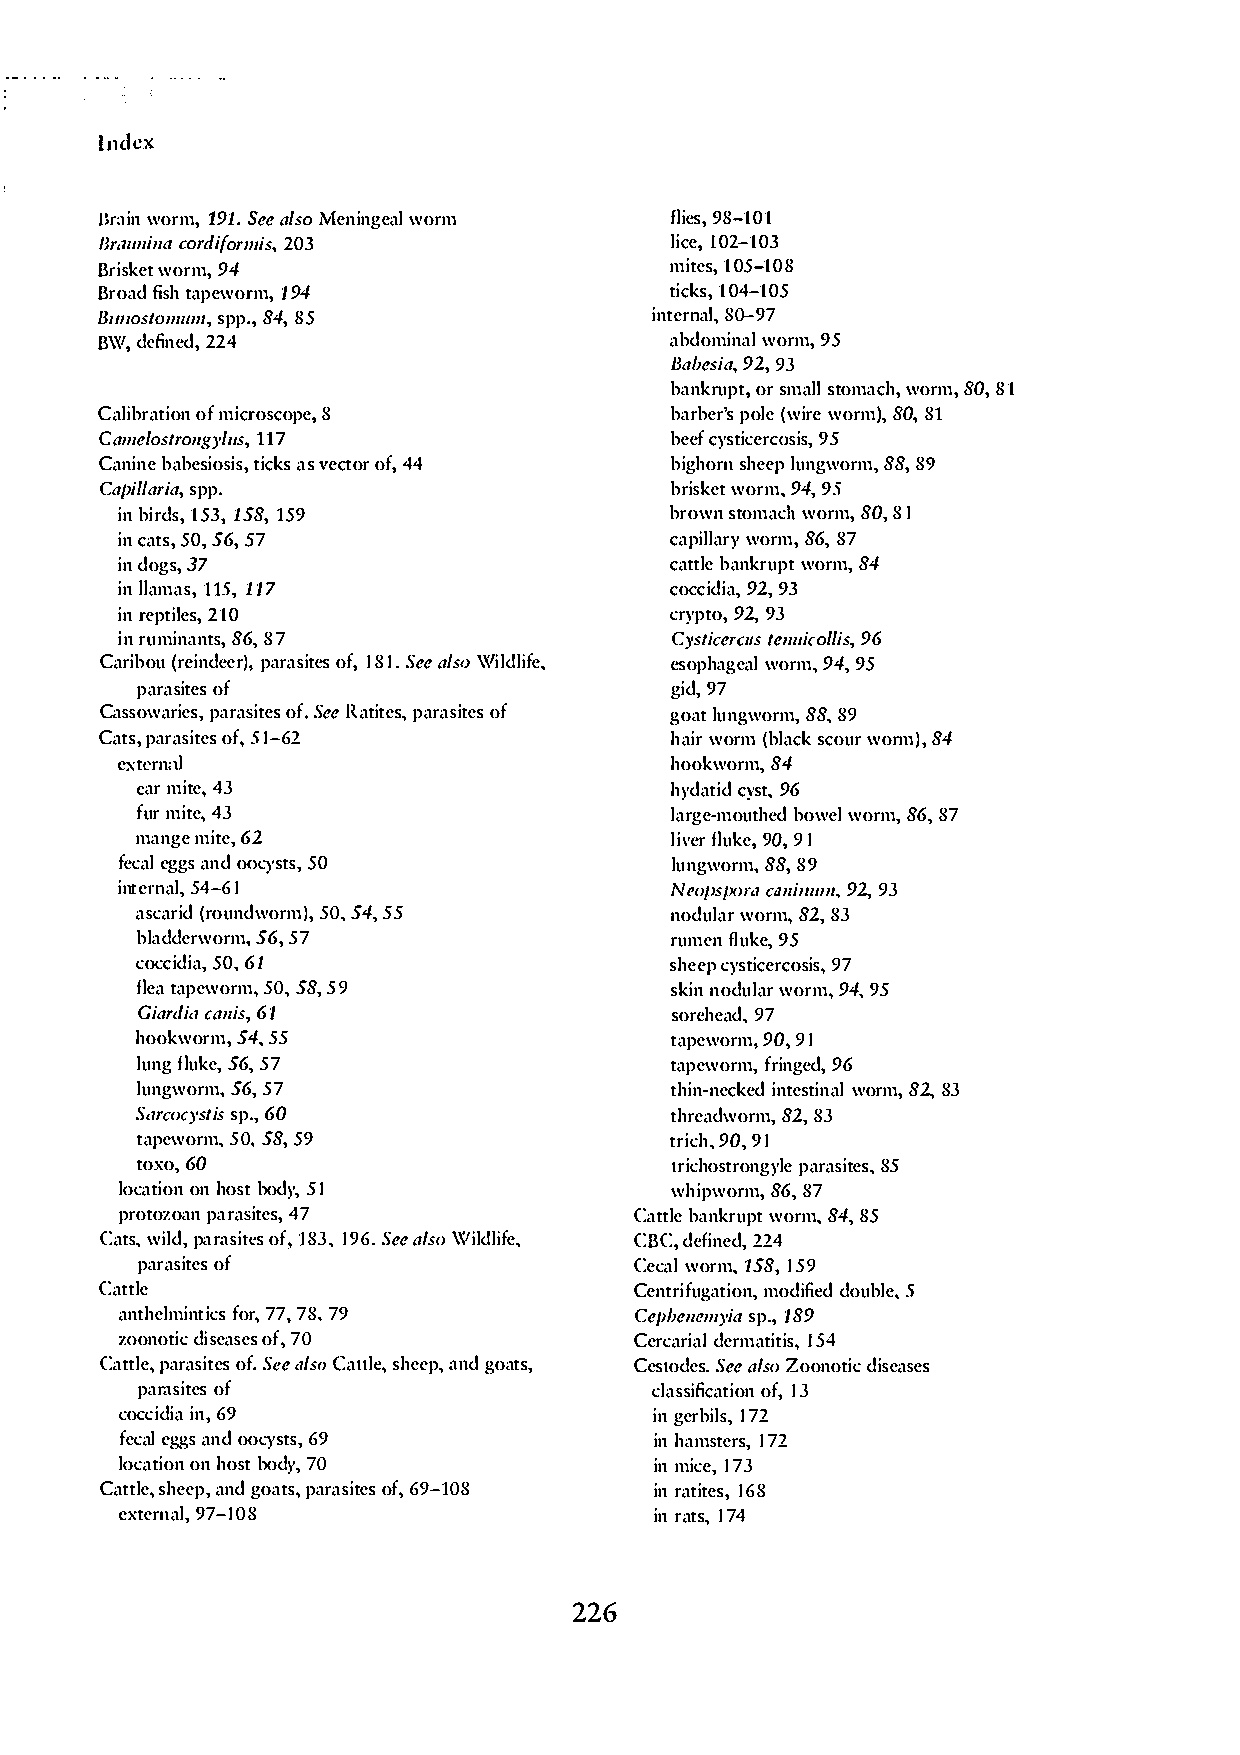 Index
Brain worm, 191. See also Meningeal worm
Braunina cordiformis, 203
Brisket worm, 94
Broad fish tapeworm, 194
Bunostomum, spp., 84, 85
BW, defined, 224
Calibration of microscope, 8
Camelostrongylus, 117
Canine babesiosis, ticks as vector of, 44
Capillaria, spp.
in birds, 153, 158, 159
in cats, 50, 56, 57
in dogs, 37
in llamas, 115, 117
in reptiles, 210
in ruminants, 86, 87
Caribou (reindeer), parasites of, 181. See also Wildlife,
parasites of
Cassowaries, parasites of. See Ratites, parasites of
Cats, parasites of, 51–62
external
ear mite, 43
fur mite, 43
mange mite, 62
fecal eggs and oocysts, 50
internal, 54–61
ascarid (roundworm), 50, 54, 55
bladderworm, 56, 57
coccidia, 50, 61
flea tapeworm, 50, 58, 59
Giardia canis, 61
hookworm, 54, 55
lung fluke, 56, 57
lungworm, 56, 57
Sarcocystis sp., 60
tapeworm, 50, 58, 59
toxo, 60
location on host body, 51
protozoan parasites, 47
Cats, wild, parasites of, 183, 196. See also Wildlife,
parasites of
Cattle
anthelmintics for, 77, 78, 79
zoonotic diseases of, 70
Cattle, parasites of. See also Cattle, sheep, and goats,
parasites of
coccidia in, 69
fecal eggs and oocysts, 69
location on host body, 70
Cattle, sheep, and goats, parasites of, 69–108
external, 97–108
flies, 98–101
lice, 102–103
mites, 105–108
ticks, 104–105
internal, 80–97
abdominal worm, 95
Babesia, 92, 93
bankrupt, or small stomach, worm, 80, 81
barber's pole (wire worm), 80, 81
beef cysticercosis, 95
bighorn sheep lungworm, 88, 89
brisket worm, 94, 95
brown stomach worm, 80, 81
capillary worm, 86, 87
cattle bankrupt worm, 84
coccidia, 92, 93
crypto, 92, 93
Cysticercus tenuicollis, 96
esophageal worm, 94, 95
gid, 97
goat lungworm, 88, 89
hair worm (black scour worm), 84
hookworm, 84
hydatid cyst, 96
large-mouthed bowel worm, 86, 87
liver fluke, 90, 91
lungworm, 88, 89
Neopspora caninum, 92, 93
nodular worm, 82, 83
rumen fluke, 95
sheep cysticercosis, 97
skin nodular worm, 94, 95
sorehead, 97
tapeworm, 90, 91
tapeworm, fringed, 96
thin-necked intestinal worm, 82, 83
threadworm, 82, 83
trich, 90, 91
trichostrongyle parasites, 85
whipworm, 86, 87
Cattle bankrupt worm, 84, 85
CBC, defined, 224
Cecal worm, 158, 159
Centrifugation, modified double, 5
Cephenemyia sp., 189
Cercarial dermatitis, 154
Cestodes. See also Zoonotic diseases
classification of, 13
in gerbils, 172
in hamsters, 172
in mice, 173
in ratites, 168
in rats, 174
226